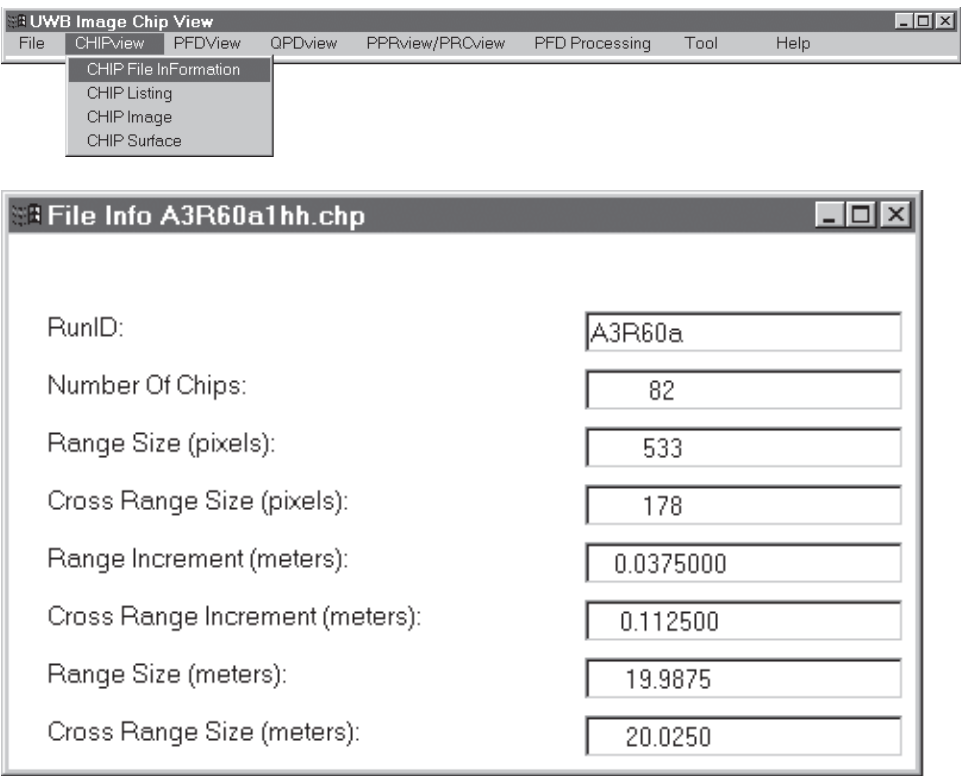 UWB Image Chip View
File CHIPview PFDView QPDview PPRview/PRCview PFD Processing Tool Help
CHIP File InFormation
CHIP Listing
CHIP Image
CHIP Surface
File Info A3R60a1hh.chp
RunID: A3R60a
Number Of Chips: 82
Range Size (pixels): 533
Cross Range Size (pixels): 178
Range Increment (meters): 0.0375000
Cross Range Increment (meters): 0.112500
Range Size (meters): 19.9875
Cross Range Size (meters): 20.0250